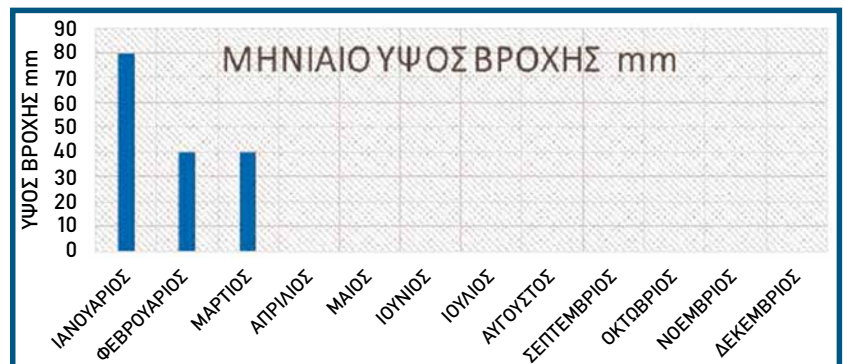 ΜΗΝΙΑΙΟ ΥΨΟΣ ΒΡΟΧΗΣ mm
ΥΨΟΣ ΒΡΟΧΗΣ mm
90
80
70
60
50
40
30
20
10
0
ΙΑΝΟΥΑΡΙΟΣ
ΦΕΒΡΟΥΑΡΙΟΣ
ΜΑΡΤΙΟΣ
ΑΠΡΙΛΙΟΣ
ΜΑΙΟΣ
ΙΟΥΝΙΟΣ
ΙΟΥΛΙΟΣ
ΑΥΓΟΥΣΤΟΣ
ΣΕΠΤΕΜΒΡΙΟΣ
ΟΚΤΩΒΡΙΟΣ
ΝΟΕΜΒΡΙΟΣ
ΔΕΚΕΜΒΡΙΟΣ